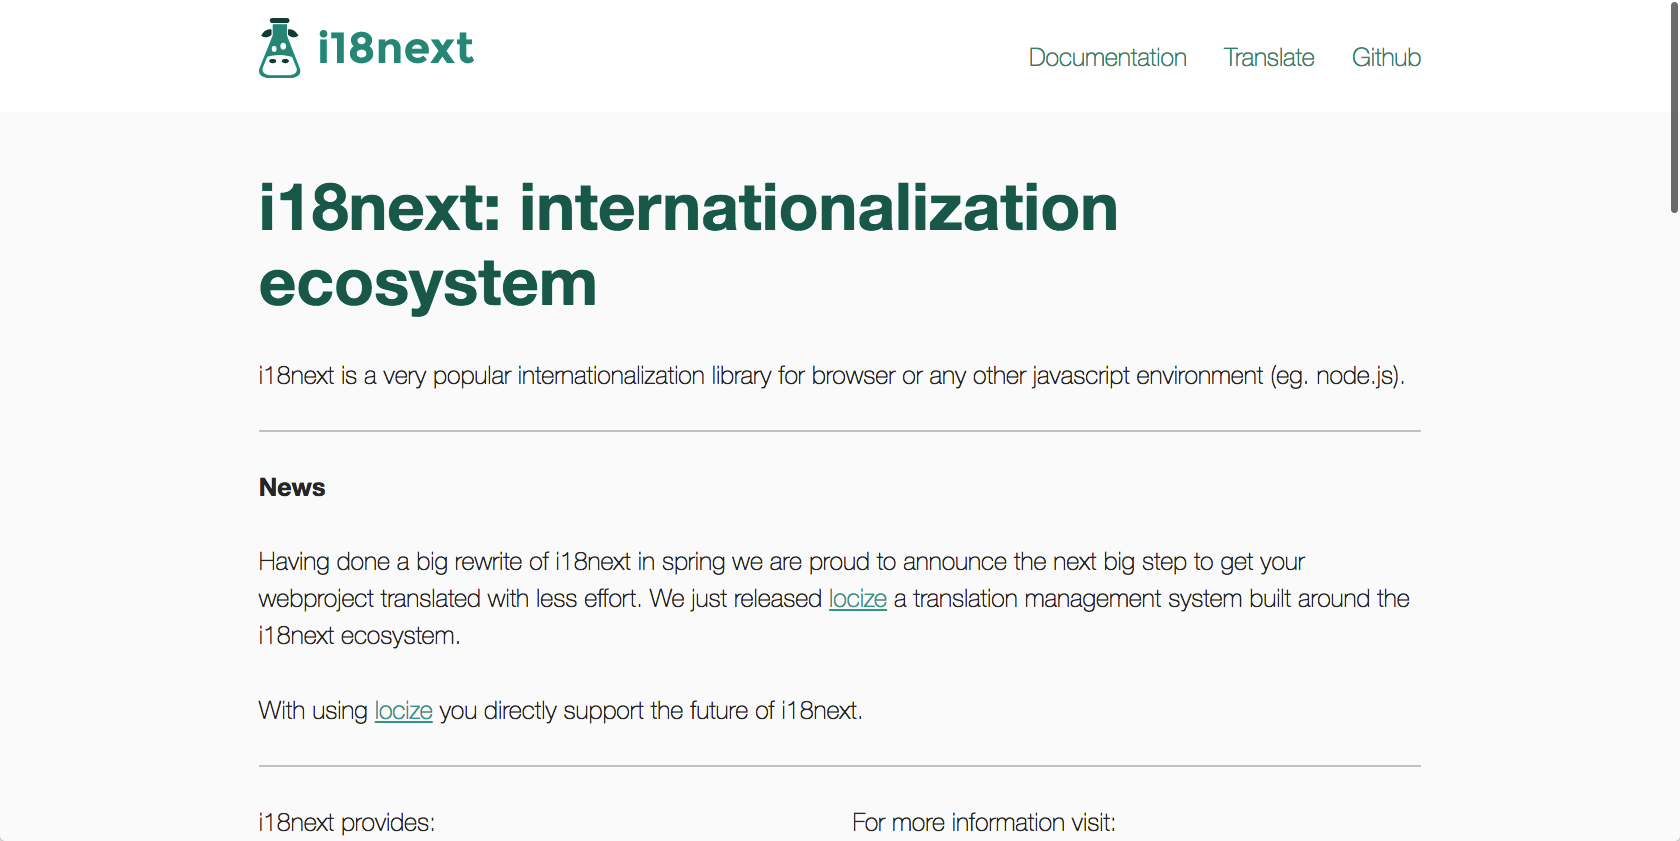 i18next
Documentation Translate Github
i18next: internationalization
ecosystem
i18next is a very popular internationalization library for browser or any other javascript environment (eg. node.js).
News
Having done a big rewrite of i18next in spring we are proud to announce the next big step to get your
webproject translated with less effort. We just released locize a translation management system built around the
i18next ecosystem.
With using locize you directly support the future of i18next.
i18next provides:
For more information visit: